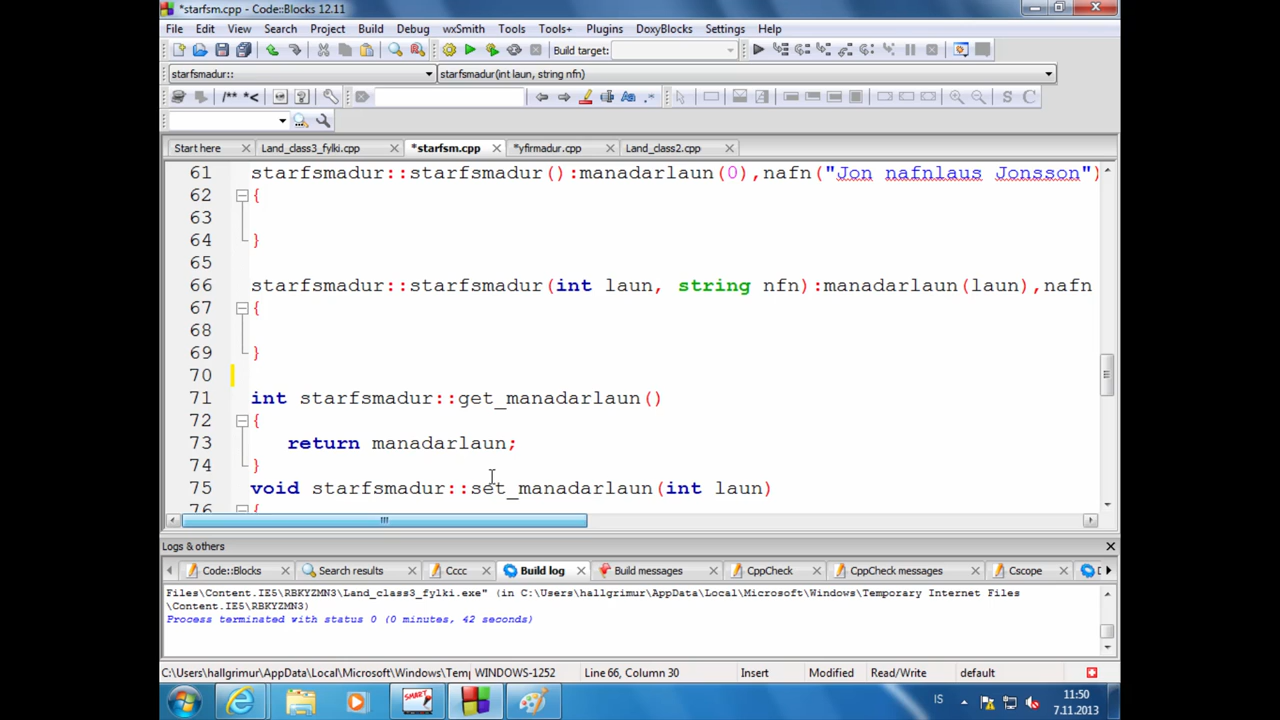 *starfsm.cpp - Code::Blocks 12.11
File Edit View Search Project Build Debug wxSmith Tools Tools+ Plugins DoxyBlocks Settings Help
Build target:
starfsmadur:: starfsmadur(int laun, string nfn)
/** *< Aa .* S C
Start here Land_class3_fylki.cpp *starfsm.cpp *yfirmadur.cpp Land_class2.cpp
61 starfsmadur::starfsmadur():manadarlaun(0),nafn("Jon nafnlaus Jonsson")
62 {
63
64 }
65
66 starfsmadur::starfsmadur(int laun, string nfn):manadarlaun(laun),nafn
67 {
68
69 }
70
71 int starfsmadur::get_manadarlaun()
72 {
73 return manadarlaun;
74 }
75 void starfsmadur::set_manadarlaun(int laun)
76 {
Logs & others
Code::Blocks Search results Cccc Build log Build messages CppCheck CppCheck messages Cscope D
Files\Content.IE5\RBKYZMN3\Land_class3_fylki.exe" (in C:\Users\hallgrimur\AppData\Local\Microsoft\Windows\Temporary Internet Files
\Content.IE5\RBKYZMN3)
Process terminated with status 0 (0 minutes, 42 seconds)
C:\Users\hallgrimur\AppData\Local\Microsoft\Windows\Temp WINDOWS-1252 Line 66, Column 30 Insert Modified Read/Write default
SMART IS 11:50
7.11.2013